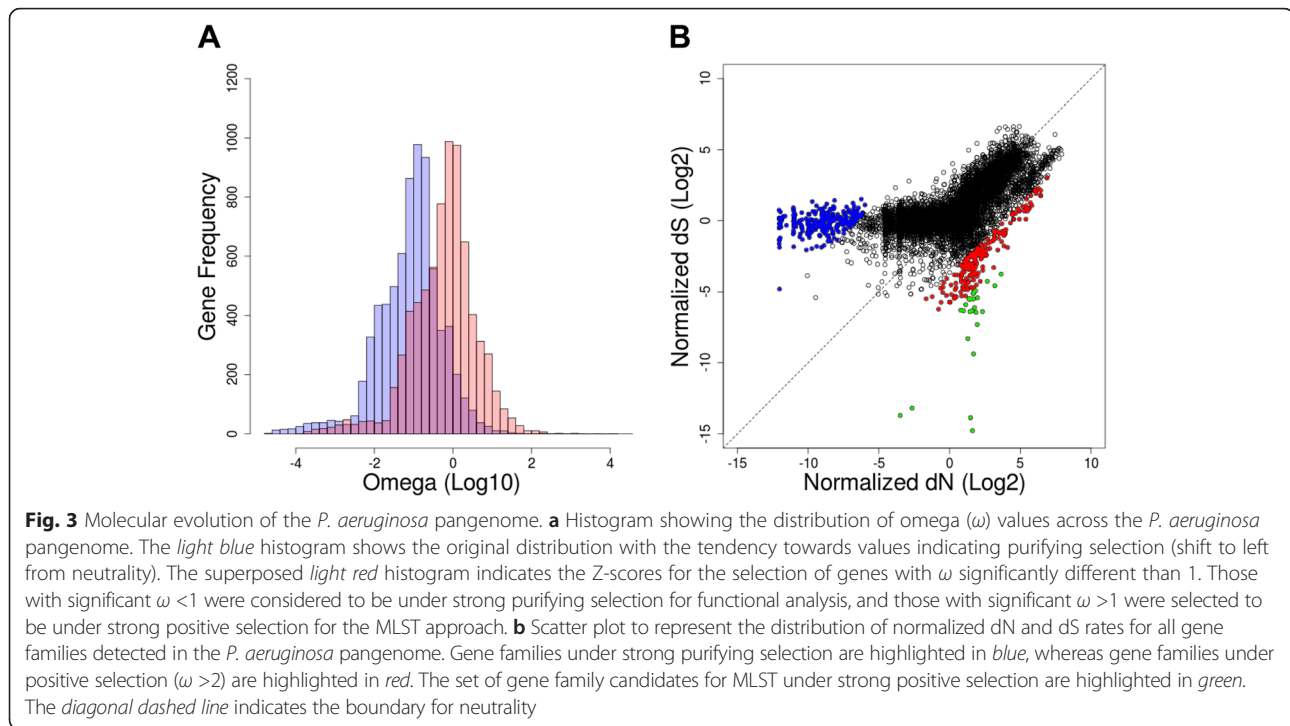 A
B
1200
1000
800
600
400
200
0
Gene Frequency
-4 -2 0 2 4
Omega (Log10)
10
5
0
-5
-10
-15
Normalized dS (Log2)
-15 -10 -5 0 5 10
Normalized dN (Log2)
Fig. 3 Molecular evolution of the P. aeruginosa pangenome. a Histogram showing the distribution of omega (ω) values across the P. aeruginosa
pangenome. The light blue histogram shows the original distribution with the tendency towards values indicating purifying selection (shift to left
from neutrality). The superposed light red histogram indicates the Z-scores for the selection of genes with ω significantly different than 1. Those
with significant ω <1 were considered to be under strong purifying selection for functional analysis, and those with significant ω >1 were selected to
be under strong positive selection for the MLST approach. b Scatter plot to represent the distribution of normalized dN and dS rates for all gene
families detected in the P. aeruginosa pangenome. Gene families under strong purifying selection are highlighted in blue, whereas gene families under
positive selection (ω >2) are highlighted in red. The set of gene family candidates for MLST under strong positive selection are highlighted in green.
The diagonal dashed line indicates the boundary for neutrality